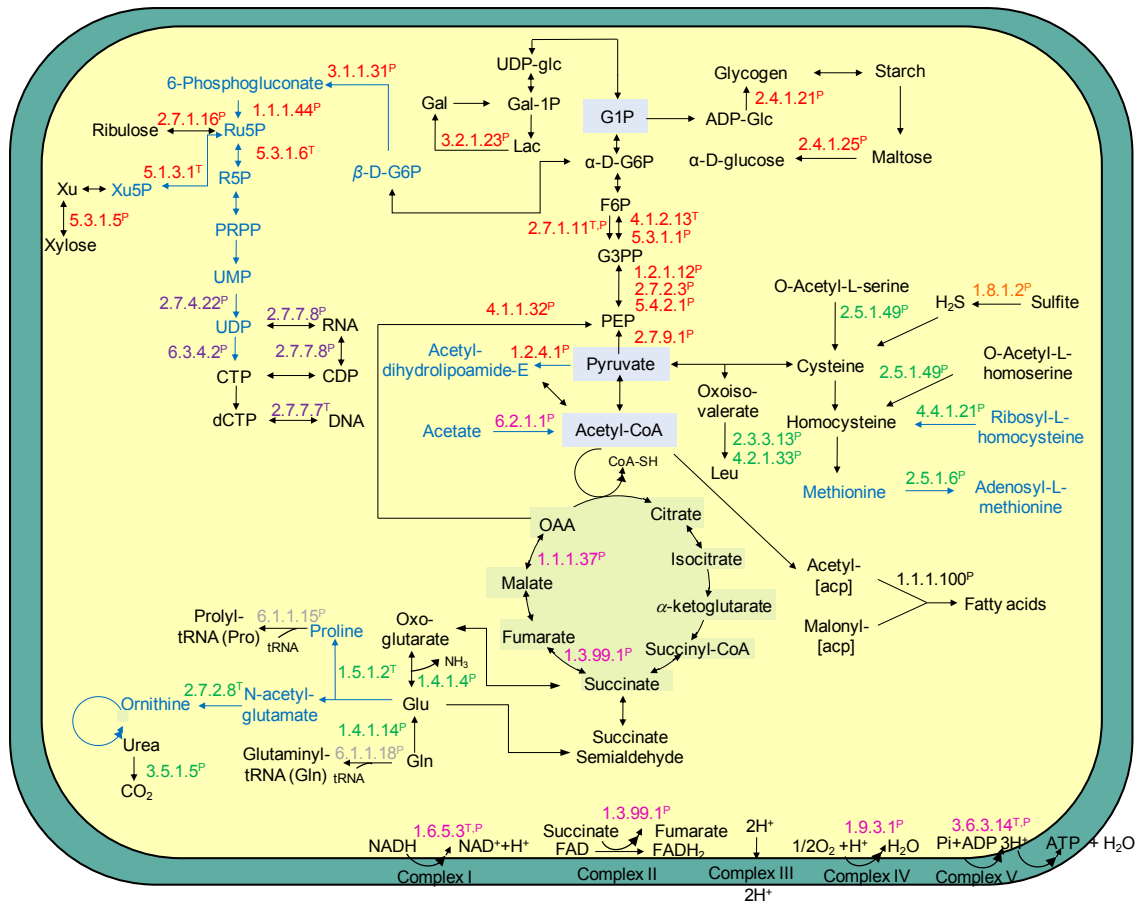 UDP-glc
3.1.1.31ᴾ
6-Phosphogluconate
Glycogen
Starch
2.4.1.21ᴾ
Gal
Gal-1P
G1P
ADP-Glc
1.1.1.44ᴾ
2.7.1.16ᴾ
Ribulose
Ru5P
3.2.1.23ᴾ
Lac
2.4.1.25ᴾ
5.3.1.6ᵀ
α-D-G6P
α-D-glucose
Maltose
5.1.3.1ᵀ
β-D-G6P
R5P
Xu
Xu5P
F6P
5.3.1.5ᴾ
2.7.1.11ᵀ,ᴾ
4.1.2.13ᵀ
5.3.1.1ᴾ
PRPP
Xylose
G3PP
UMP
1.2.1.12ᴾ
2.7.2.3ᴾ
5.4.2.1ᴾ
O-Acetyl-L-serine
1.8.1.2ᴾ
H₂S
Sulfite
2.7.4.22ᴾ
2.7.7.8ᴾ
4.1.1.32ᴾ
2.5.1.49ᴾ
UDP
RNA
PEP
2.7.9.1ᴾ
6.3.4.2ᴾ
2.7.7.8ᴾ
Acetyl-
dihydrolipoamide-E
1.2.4.1ᴾ
Pyruvate
Cysteine
O-Acetyl-L-
homoserine
2.5.1.49ᴾ
CTP
CDP
Oxoiso-
valerate
2.7.7.7ᵀ
dCTP
DNA
Acetate
6.2.1.1ᴾ
Acetyl-CoA
Homocysteine
4.4.1.21ᴾ
Ribosyl-L-
homocysteine
2.3.3.13ᴾ
4.2.1.33ᴾ
Leu
CoA-SH
Methionine
2.5.1.6ᴾ
Adenosyl-L-
methionine
OAA
Citrate
1.1.1.37ᴾ
Isocitrate
Malate
Acetyl-
[acp]
1.1.1.100ᴾ
Fatty acids
Malonyl-
[acp]
α-ketoglutarate
Prolyl-
tRNA (Pro)
6.1.1.15ᴾ
tRNA
Proline
Oxo-
glutarate
Fumarate
1.3.99.1ᴾ
Succinyl-CoA
NH₃
1.5.1.2ᵀ
1.4.1.4ᴾ
Succinate
2.7.2.8ᵀ
Ornithine
N-acetyl-
glutamate
Glu
1.4.1.14ᴾ
Urea
Succinate
Semialdehyde
Glutaminyl-
tRNA (Gln)
6.1.1.18ᴾ
tRNA
Gln
3.5.1.5ᴾ
CO₂
1.6.5.3ᵀ,ᴾ
NADH
NAD⁺+H⁺
Complex I
1.3.99.1ᴾ
Succinate
Fumarate
FAD
FADH₂
Complex II
2H⁺
Complex III
2H⁺
1.9.3.1ᴾ
1/2O₂ +H⁺
H₂O
Complex IV
3.6.3.14ᵀ,ᴾ
Pi+ADP 3H⁺
ATP + H₂O
Complex V